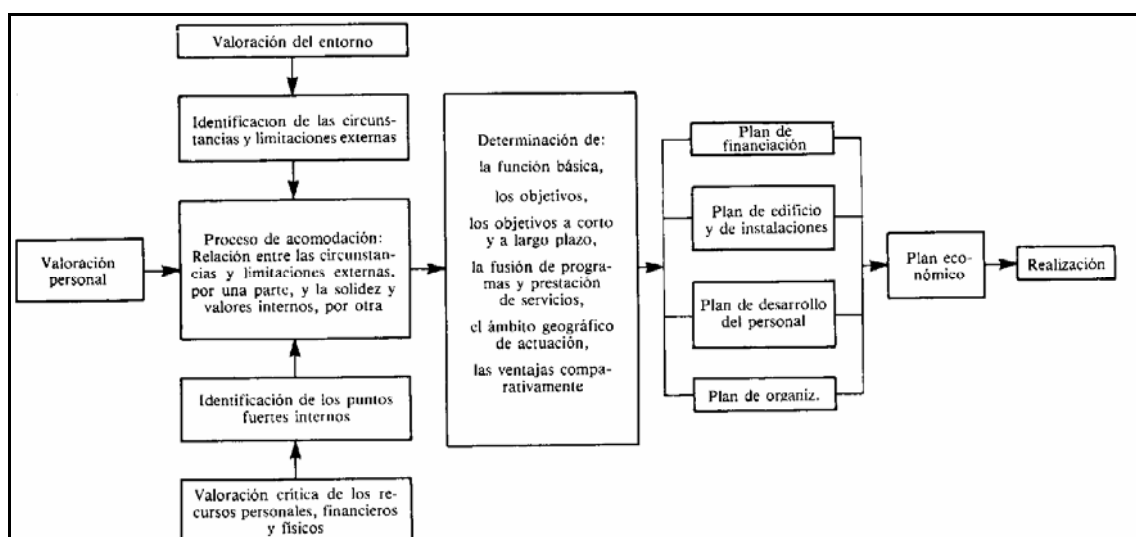 Valoración del entorno
Identificacion de las circuns-
tancias y limitaciones externas
Valoración
personal
Proceso de acomodación:
Relación entre las circunstan-
cias y limitaciones externas.
por una parte, y la solidez y
valores internos, por otra
Identificación de los puntos
fuertes internos
Valoración crítica de los re-
cursos personales, financieros
y físicos
Determinación de:
la función básica,
los objetivos,
los objetivos a corto
y a largo plazo,
la fusión de progra-
mas y prestación
de servicios,
el ámbito geográfico
de actuación,
las ventajas compa-
rativamente
Plan de
financiación
Plan de edificio
y de instalaciones
Plan de desarrollo
del personal
Plan de organiz.
Plan eco-
nómico
Realización